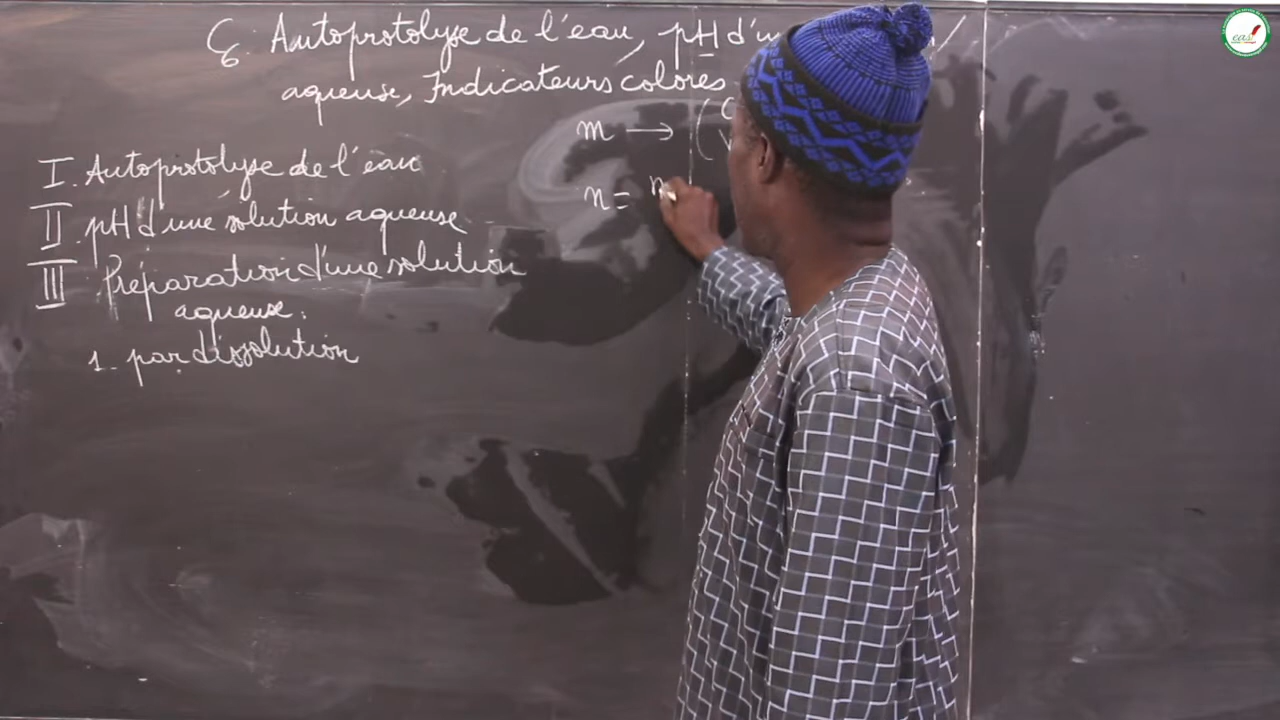 C: Autoprotolyse de l'eau, pH d'u
aqueuse, Indicateurs colorés
m → (C
V
n= m
I. Autoprotolyse de l'eau
II. pH d'une solution aqueuse
III Préparation d'une solution
aqueuse.
1. par dissolution
eas